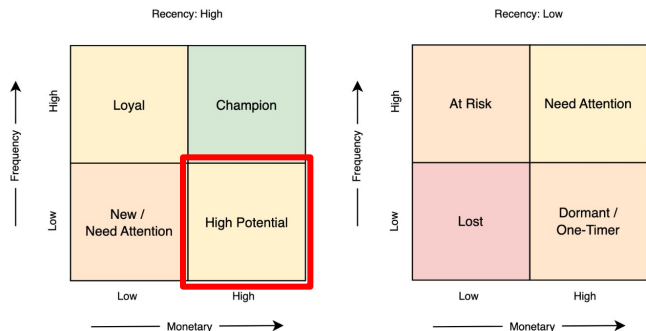 Recency: High
Recency: Low
High
Loyal
Champion
Frequency
Low
New /
Need Attention
High Potential
Low
High
Monetary
High
At Risk
Need Attention
Frequency
Low
Lost
Dormant /
One-Timer
Low
High
Monetary